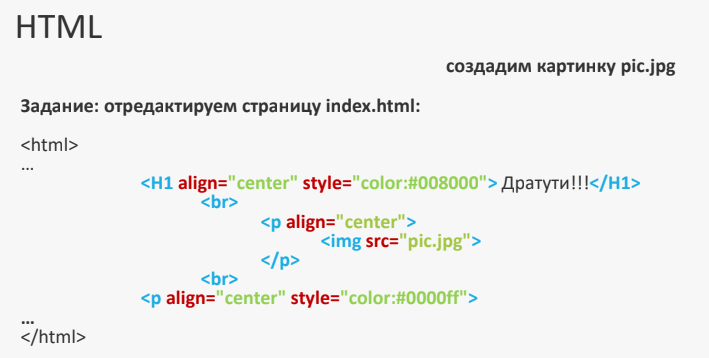 HTML
создадим картинку pic.jpg
Задание: отредактируем страницу index.html:
<html>
...
<H1 align="center" style="color:#008000"> Дратути!!!</H1>
<br>
<p align="center">
<img src="pic.jpg">
</p>
<br>
<p align="center" style="color:#0000ff">
...
</html>